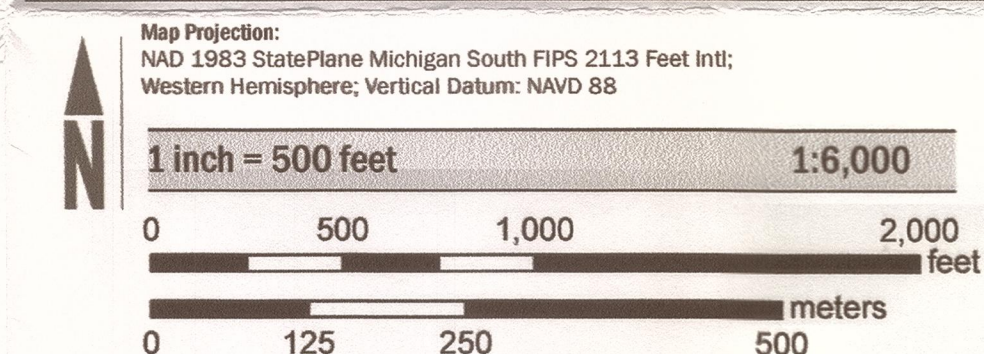 Map Projection:
NAD 1983 StatePlane Michigan South FIPS 2113 Feet Intl;
Western Hemisphere; Vertical Datum: NAVD 88
N
1 inch = 500 feet 1:6,000
0 500 1,000 2,000
feet
meters
0 125 250 500